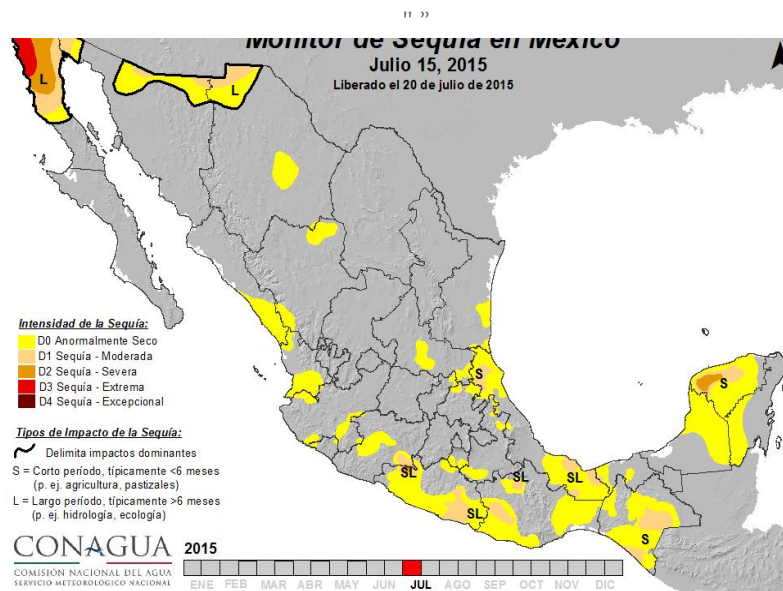 " "
Monitor de Sequía en México
Julio 15, 2015
Liberado el 20 de julio de 2015
L
L
Intensidad de la Sequía:
D0 Anormalmente Seco
D1 Sequía - Moderada
D2 Sequía - Severa
D3 Sequía - Extrema
D4 Sequía - Excepcional
S
S
Tipos de Impacto de la Sequía:
Delimita impactos dominantes
S = Corto período, típicamente <6 meses
(p. ej. agricultura, pastizales)
L = Largo período, típicamente >6 meses
(p. ej. hidrología, ecología)
SL
SL
SL
SL
S
CONAGUA
COMISIÓN NACIONAL DEL AGUA
SERVICIO METEOROLÓGICO NACIONAL
2015
ENE FEB MAR ABR MAY JUN JUL AGO SEP OCT NOV DIC